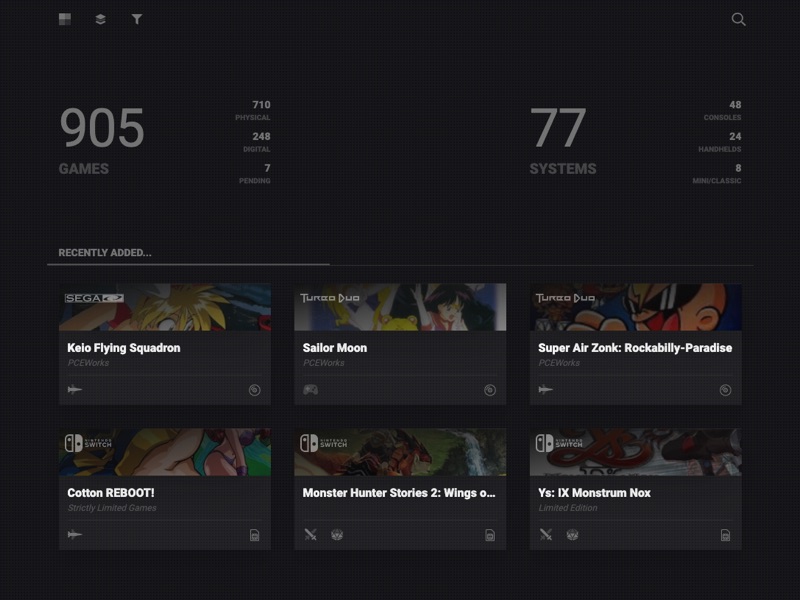 905
GAMES
710
PHYSICAL
248
DIGITAL
7
PENDING
77
SYSTEMS
48
CONSOLES
24
HANDHELDS
8
MINI/CLASSIC
RECENTLY ADDED...
SEGA CD
Keio Flying Squadron
PCEWorks
TURBO DUO
Sailor Moon
PCEWorks
TURBO DUO
Super Air Zonk: Rockabilly-Paradise
PCEWorks
NINTENDO
SWITCH
Cotton REBOOT!
Strictly Limited Games
Monster Hunter Stories 2: Wings o...
NINTENDO
SWITCH
Ys
Ys: IX Monstrum Nox
Limited Edition